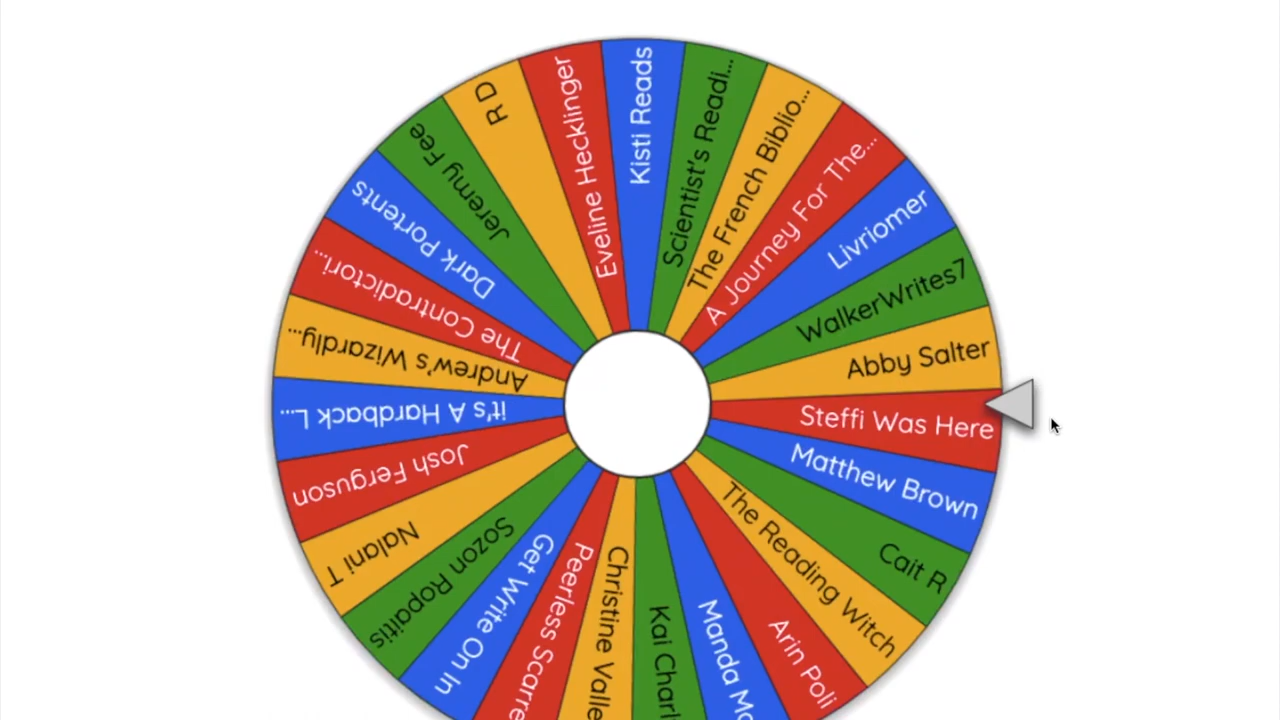 Kisti Reads
Scientist's Readi...
The French Biblio...
A Journey For The...
Livriomer
WalkerWrites7
Abby Salter
Steffi Was Here
Matthew Brown
Cait R
The Reading Witch
Arin Poli
Manda Mc
Kai Charl
Christine Valle
Peerless Scarre
Get Write On In
Sozon Ropaitis
Nalani T
Josh Ferguson
it's A Hardback L...
Andrew's Wizardly...
The Contradictori...
Dark Portents
Jeremy Fee
R D
Eveline Hecklinger